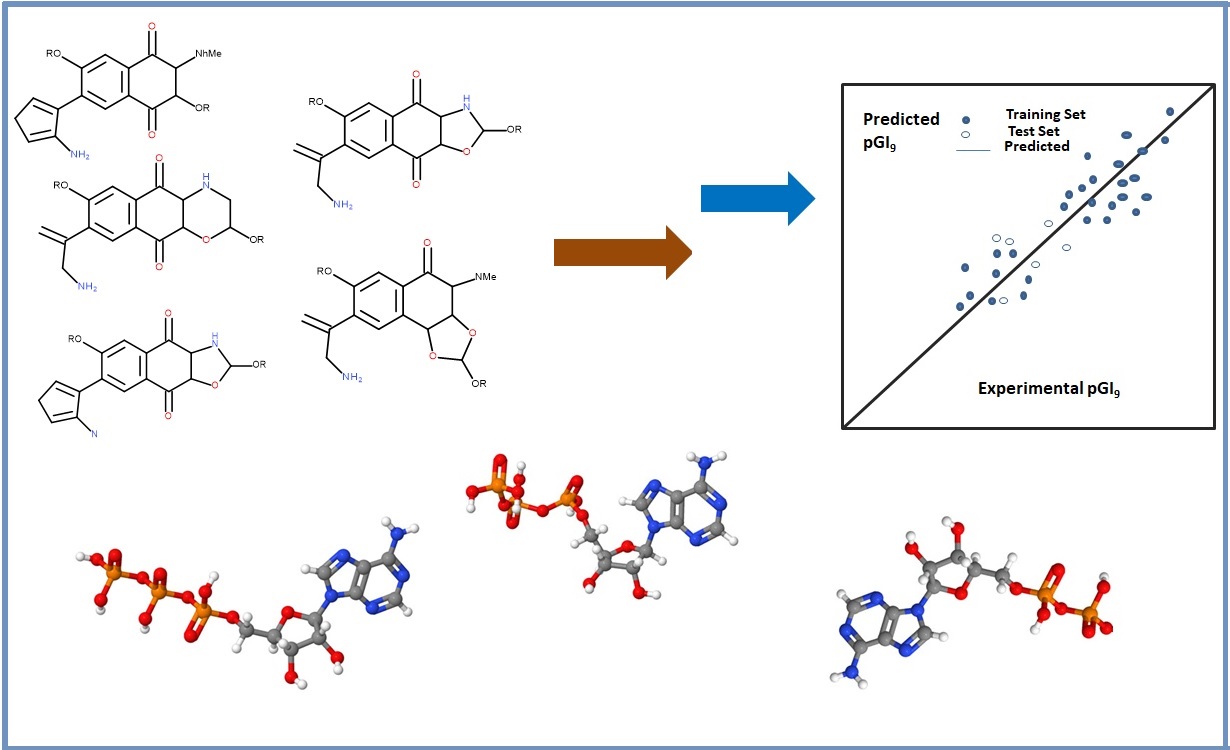 O
RO
NhMe
OR
O
NH₂
O
RO
H
N
OR
O
O
NH₂
O
RO
H
N
O
OR
O
NH₂
O
RO
NMe
O
O
OR
NH₂
O
RO
H
N
OR
O
O
N
Predicted
pGI₉
Training Set
Test Set
Predicted
Experimental pGI₉